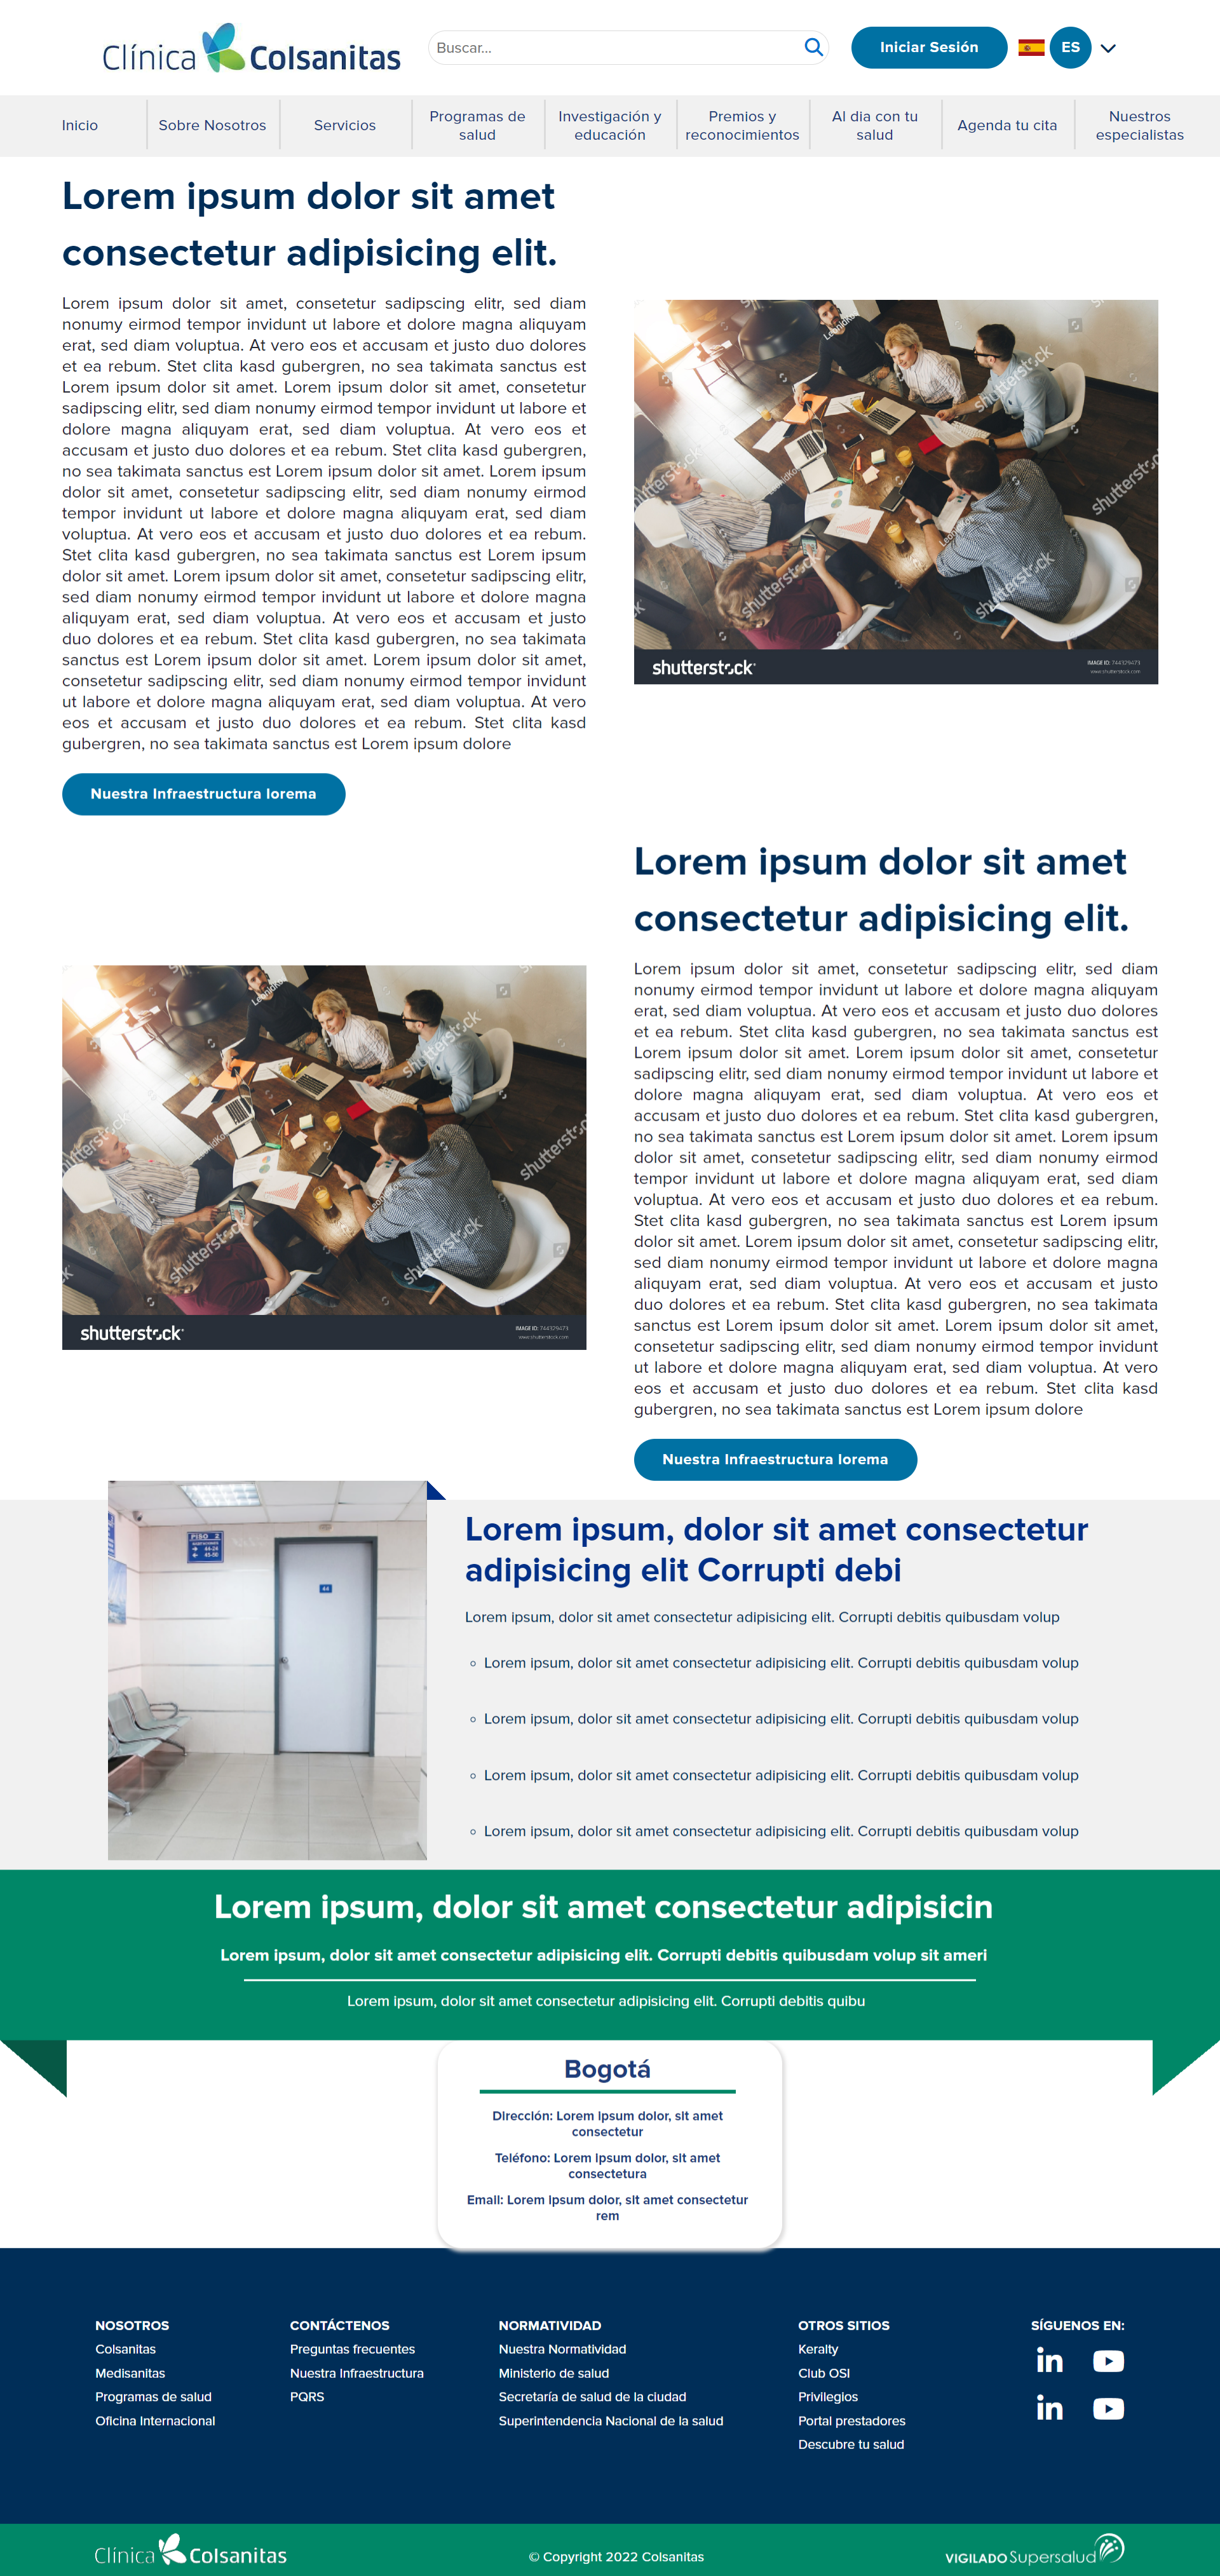 Clínica Colsanitas
Buscar...
Iniciar Sesión
ES
Inicio
Sobre Nosotros
Servicios
Programas de
salud
Investigación y
educación
Premios y
reconocimientos
Al dia con tu
salud
Agenda tu cita
Nuestros
especialistas
Lorem ipsum dolor sit amet
consectetur adipisicing elit.
Lorem ipsum dolor sit amet, consetetur sadipscing elitr, sed diam
nonumy eirmod tempor invidunt ut labore et dolore magna aliquyam
erat, sed diam voluptua. At vero eos et accusam et justo duo dolores
et ea rebum. Stet clita kasd gubergren, no sea takimata sanctus est
Lorem ipsum dolor sit amet. Lorem ipsum dolor sit amet, consetetur
sadipscing elitr, sed diam nonumy eirmod tempor invidunt ut labore et
dolore magna aliquyam erat, sed diam voluptua. At vero eos et
accusam et justo duo dolores et ea rebum. Stet clita kasd gubergren,
no sea takimata sanctus est Lorem ipsum dolor sit amet. Lorem ipsum
dolor sit amet, consetetur sadipscing elitr, sed diam nonumy eirmod
tempor invidunt ut labore et dolore magna aliquyam erat, sed diam
voluptua. At vero eos et accusam et justo duo dolores et ea rebum.
Stet clita kasd gubergren, no sea takimata sanctus est Lorem ipsum
dolor sit amet. Lorem ipsum dolor sit amet, consetetur sadipscing elitr,
sed diam nonumy eirmod tempor invidunt ut labore et dolore magna
aliquyam erat, sed diam voluptua. At vero eos et accusam et justo
duo dolores et ea rebum. Stet clita kasd gubergren, no sea takimata
sanctus est Lorem ipsum dolor sit amet. Lorem ipsum dolor sit amet,
consetetur sadipscing elitr, sed diam nonumy eirmod tempor invidunt
ut labore et dolore magna aliquyam erat, sed diam voluptua. At vero
eos et accusam et justo duo dolores et ea rebum. Stet clita kasd
gubergren, no sea takimata sanctus est Lorem ipsum dolore
Nuestra Infraestructura lorema
shutterstock
IMAGE ID: 744329473
www.shutterstock.com
Lorem ipsum dolor sit amet
consectetur adipisicing elit.
Lorem ipsum dolor sit amet, consetetur sadipscing elitr, sed diam
nonumy eirmod tempor invidunt ut labore et dolore magna aliquyam
erat, sed diam voluptua. At vero eos et accusam et justo duo dolores
et ea rebum. Stet clita kasd gubergren, no sea takimata sanctus est
Lorem ipsum dolor sit amet. Lorem ipsum dolor sit amet, consetetur
sadipscing elitr, sed diam nonumy eirmod tempor invidunt ut labore et
dolore magna aliquyam erat, sed diam voluptua. At vero eos et
accusam et justo duo dolores et ea rebum. Stet clita kasd gubergren,
no sea takimata sanctus est Lorem ipsum dolor sit amet. Lorem ipsum
dolor sit amet, consetetur sadipscing elitr, sed diam nonumy eirmod
tempor invidunt ut labore et dolore magna aliquyam erat, sed diam
voluptua. At vero eos et accusam et justo duo dolores et ea rebum.
Stet clita kasd gubergren, no sea takimata sanctus est Lorem ipsum
dolor sit amet. Lorem ipsum dolor sit amet, consetetur sadipscing elitr,
sed diam nonumy eirmod tempor invidunt ut labore et dolore magna
aliquyam erat, sed diam voluptua. At vero eos et accusam et justo
duo dolores et ea rebum. Stet clita kasd gubergren, no sea takimata
sanctus est Lorem ipsum dolor sit amet. Lorem ipsum dolor sit amet,
consetetur sadipscing elitr, sed diam nonumy eirmod tempor invidunt
ut labore et dolore magna aliquyam erat, sed diam voluptua. At vero
eos et accusam et justo duo dolores et ea rebum. Stet clita kasd
gubergren, no sea takimata sanctus est Lorem ipsum dolore
Nuestra Infraestructura lorema
shutterstock
IMAGE ID: 744329473
www.shutterstock.com
PISO 2
44-24
45-50
44
Lorem ipsum, dolor sit amet consectetur
adipisicing elit Corrupti debi
Lorem ipsum, dolor sit amet consectetur adipisicing elit. Corrupti debitis quibusdam volup
Lorem ipsum, dolor sit amet consectetur adipisicing elit. Corrupti debitis quibusdam volup
Lorem ipsum, dolor sit amet consectetur adipisicing elit. Corrupti debitis quibusdam volup
Lorem ipsum, dolor sit amet consectetur adipisicing elit. Corrupti debitis quibusdam volup
Lorem ipsum, dolor sit amet consectetur adipisicing elit. Corrupti debitis quibusdam volup
Lorem ipsum, dolor sit amet consectetur adipisicin
Lorem ipsum, dolor sit amet consectetur adipisicing elit. Corrupti debitis quibusdam volup sit ameri
Lorem ipsum, dolor sit amet consectetur adipisicing elit. Corrupti debitis quibu
Bogotá
Dirección: Lorem ipsum dolor, sit amet
consectetur
Teléfono: Lorem ipsum dolor, sit amet
consectetura
Email: Lorem ipsum dolor, sit amet consectetur
rem
NOSOTROS
Colsanitas
Medisanitas
Programas de salud
Oficina Internacional
CONTÁCTENOS
Preguntas frecuentes
Nuestra Infraestructura
PQRS
NORMATIVIDAD
Nuestra Normatividad
Ministerio de salud
Secretaría de salud de la ciudad
Superintendencia Nacional de la salud
OTROS SITIOS
Keralty
Club OSI
Privilegios
Portal prestadores
Descubre tu salud
SÍGUENOS EN:
Clínica Colsanitas
© Copyright 2022 Colsanitas
VIGILADO Supersalud